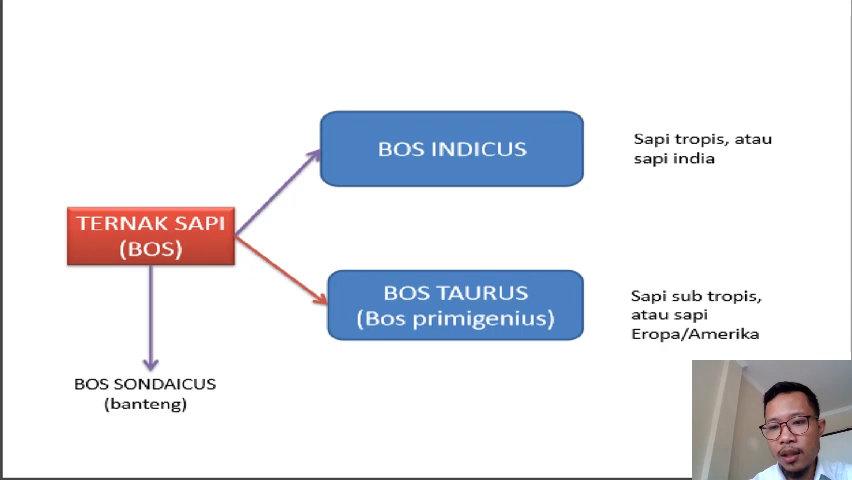 BOS INDICUS
Sapi tropis, atau
sapi india
TERNAK SAPI
(BOS)
BOS TAURUS
(Bos primigenius)
Sapi sub tropis,
atau sapi
Eropa/Amerika
BOS SONDAICUS
(banteng)